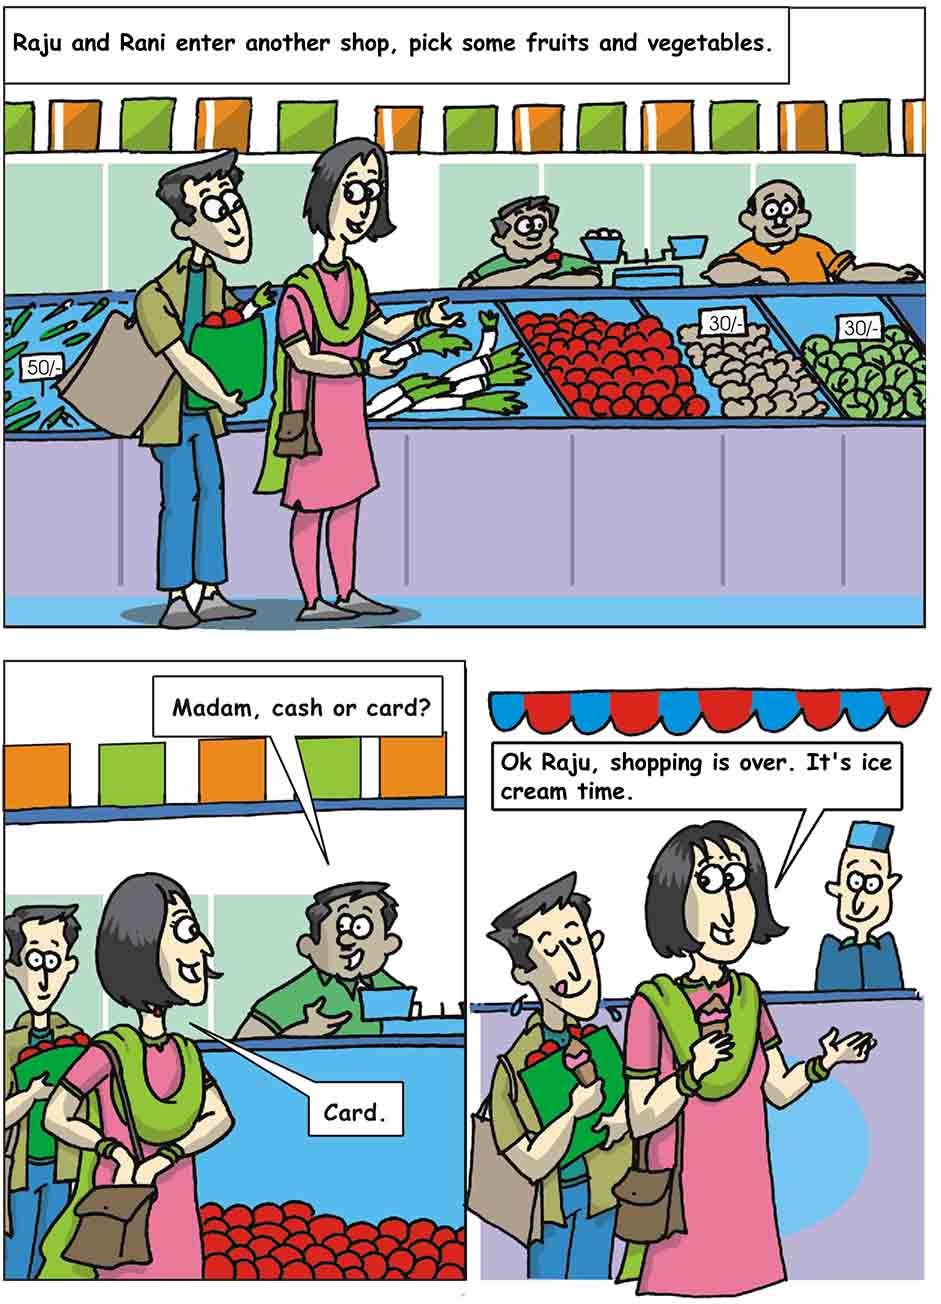 Raju and Rani enter another shop, pick some fruits and vegetables.
50/-
30/-
30/-
Madam, cash or card?
Card.
Ok Raju, shopping is over. It's ice
cream time.